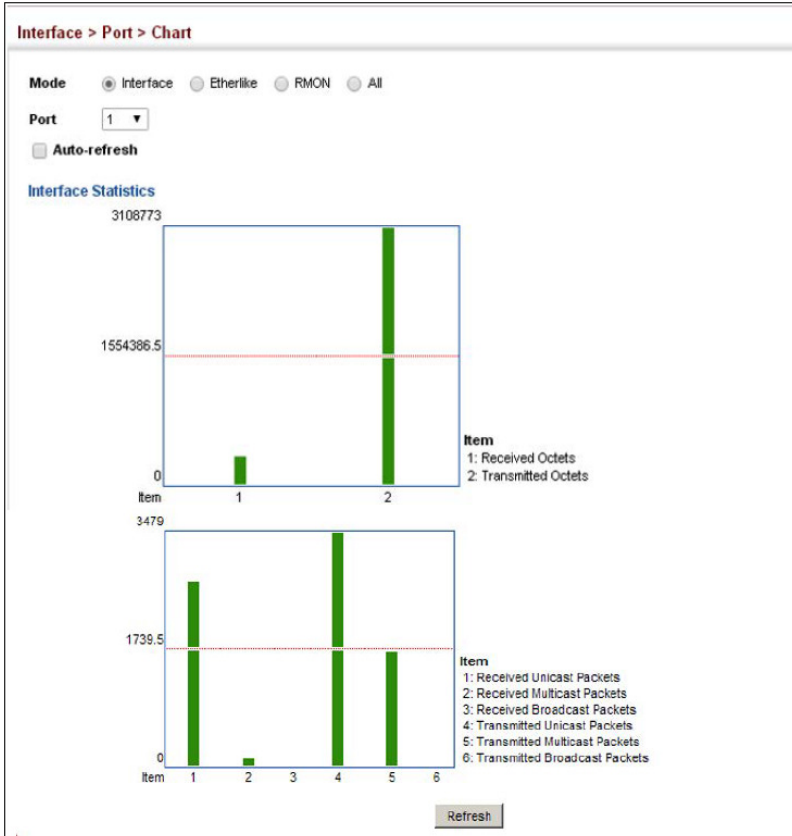 Interface > Port > Chart
Mode Interface Etherlike RMON All
Port 1
Auto-refresh
Interface Statistics
3108773
1554386.5
0
Item 1 2
Item
1: Received Octets
2: Transmitted Octets
3479
1739.5
0
Item 1 2 3 4 5 6
Item
1: Received Unicast Packets
2: Received Multicast Packets
3: Received Broadcast Packets
4: Transmitted Unicast Packets
5: Transmitted Multicast Packets
6: Transmitted Broadcast Packets
Refresh